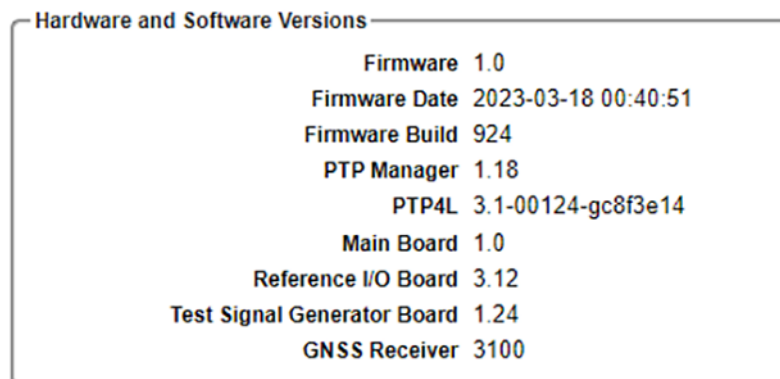 Hardware and Software Versions
Firmware 1.0
Firmware Date 2023-03-18 00:40:51
Firmware Build 924
PTP Manager 1.18
PTP4L 3.1-00124-gc8f3e14
Main Board 1.0
Reference I/O Board 3.12
Test Signal Generator Board 1.24
GNSS Receiver 3100